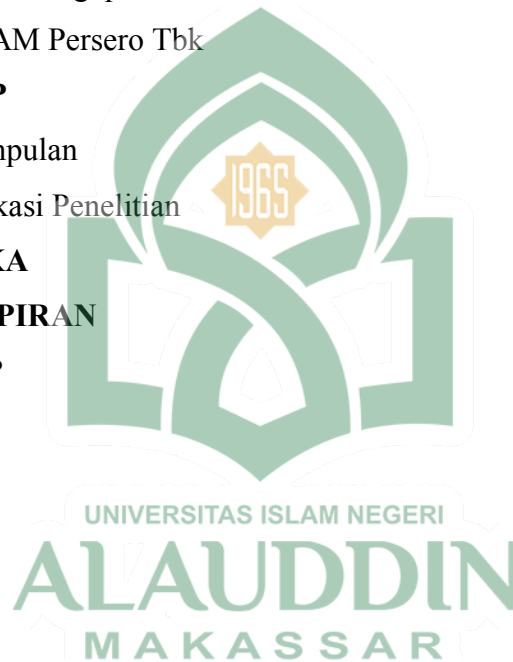 AM Persero Tbk
P
npulan
kasi Penelitian
KA
PIRAN
P
1965
UNIVERSITAS ISLAM NEGERI
ALAUDDIN
MAKASSAR